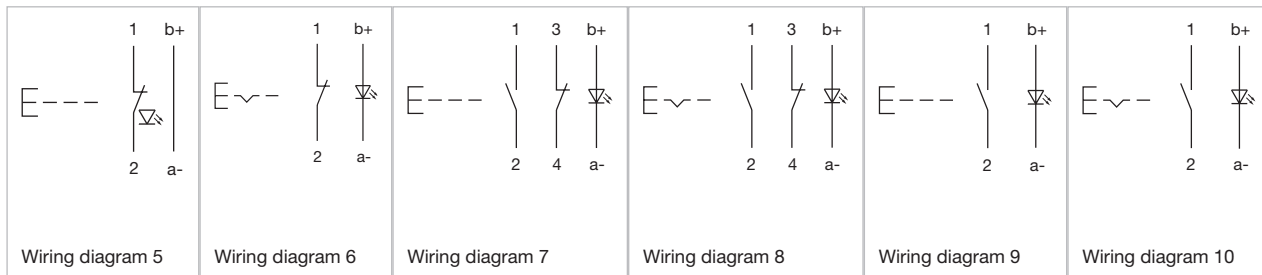 1 b+
2 a-
Wiring diagram 5
1 b+
2 a-
Wiring diagram 6
1 3 b+
2 4 a-
Wiring diagram 7
1 3 b+
2 4 a-
Wiring diagram 8
1 b+
2 a-
Wiring diagram 9
1 b+
2 a-
Wiring diagram 10